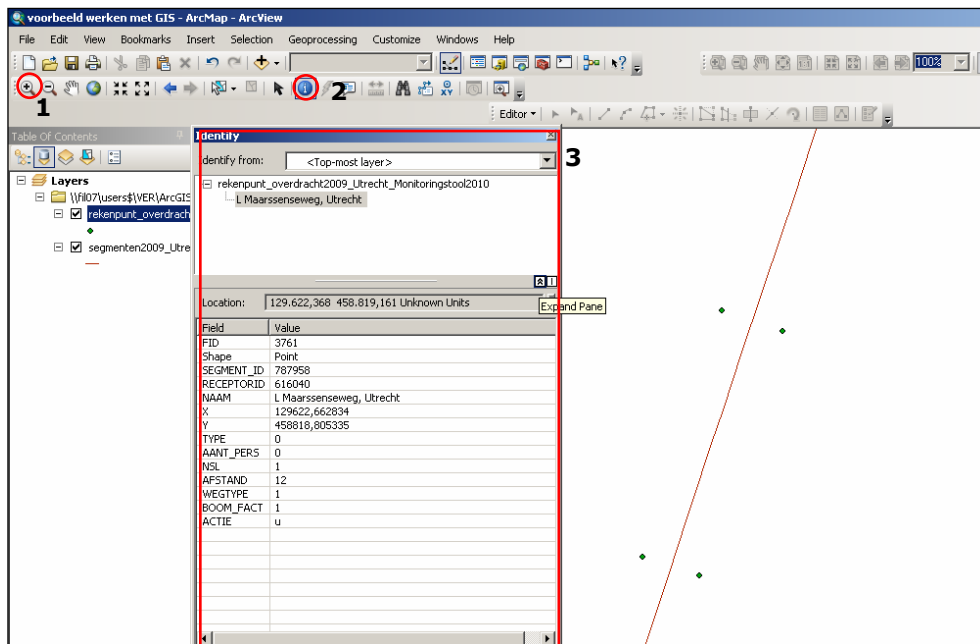 voorbeeld werken met GIS - ArcMap - ArcView
File Edit View Bookmarks Insert Selection Geoprocessing Customize Windows Help
100%
1
2
Editor
Table Of Contents
Layers
\\fil07\users$\VER\ArcGIS
rekenpunt_overdrach
segmenten2009_Utre
Identify
dentify from: <Top-most layer>
3
rekenpunt_overdracht2009_Utrecht_Monitoringstool2010
L Maarssenseweg, Utrecht
Location: 129.622,368 458.819,161 Unknown Units
Expand Pane
Field Value
FID 3761
Shape Point
SEGMENT_ID 787958
RECEPTORID 616040
NAAM L Maarssenseweg, Utrecht
X 129622,662834
Y 458818,805335
TYPE 0
AANT_PERS 0
NSL 1
AFSTAND 12
WEGTYPE 1
BOOM_FACT 1
ACTIE u